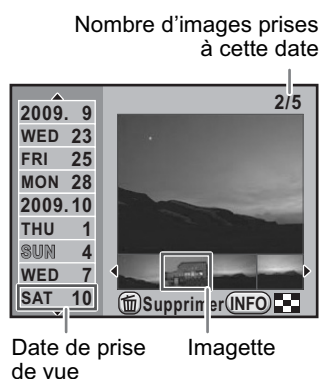 Nombre d'images prises
à cette date
2/5
2009. 9
WED 23
FRI 25
MON 28
2009.10
THU 1
SUN 4
WED 7
SAT 10
Supprimer INFO
Date de prise
de vue
Imagette